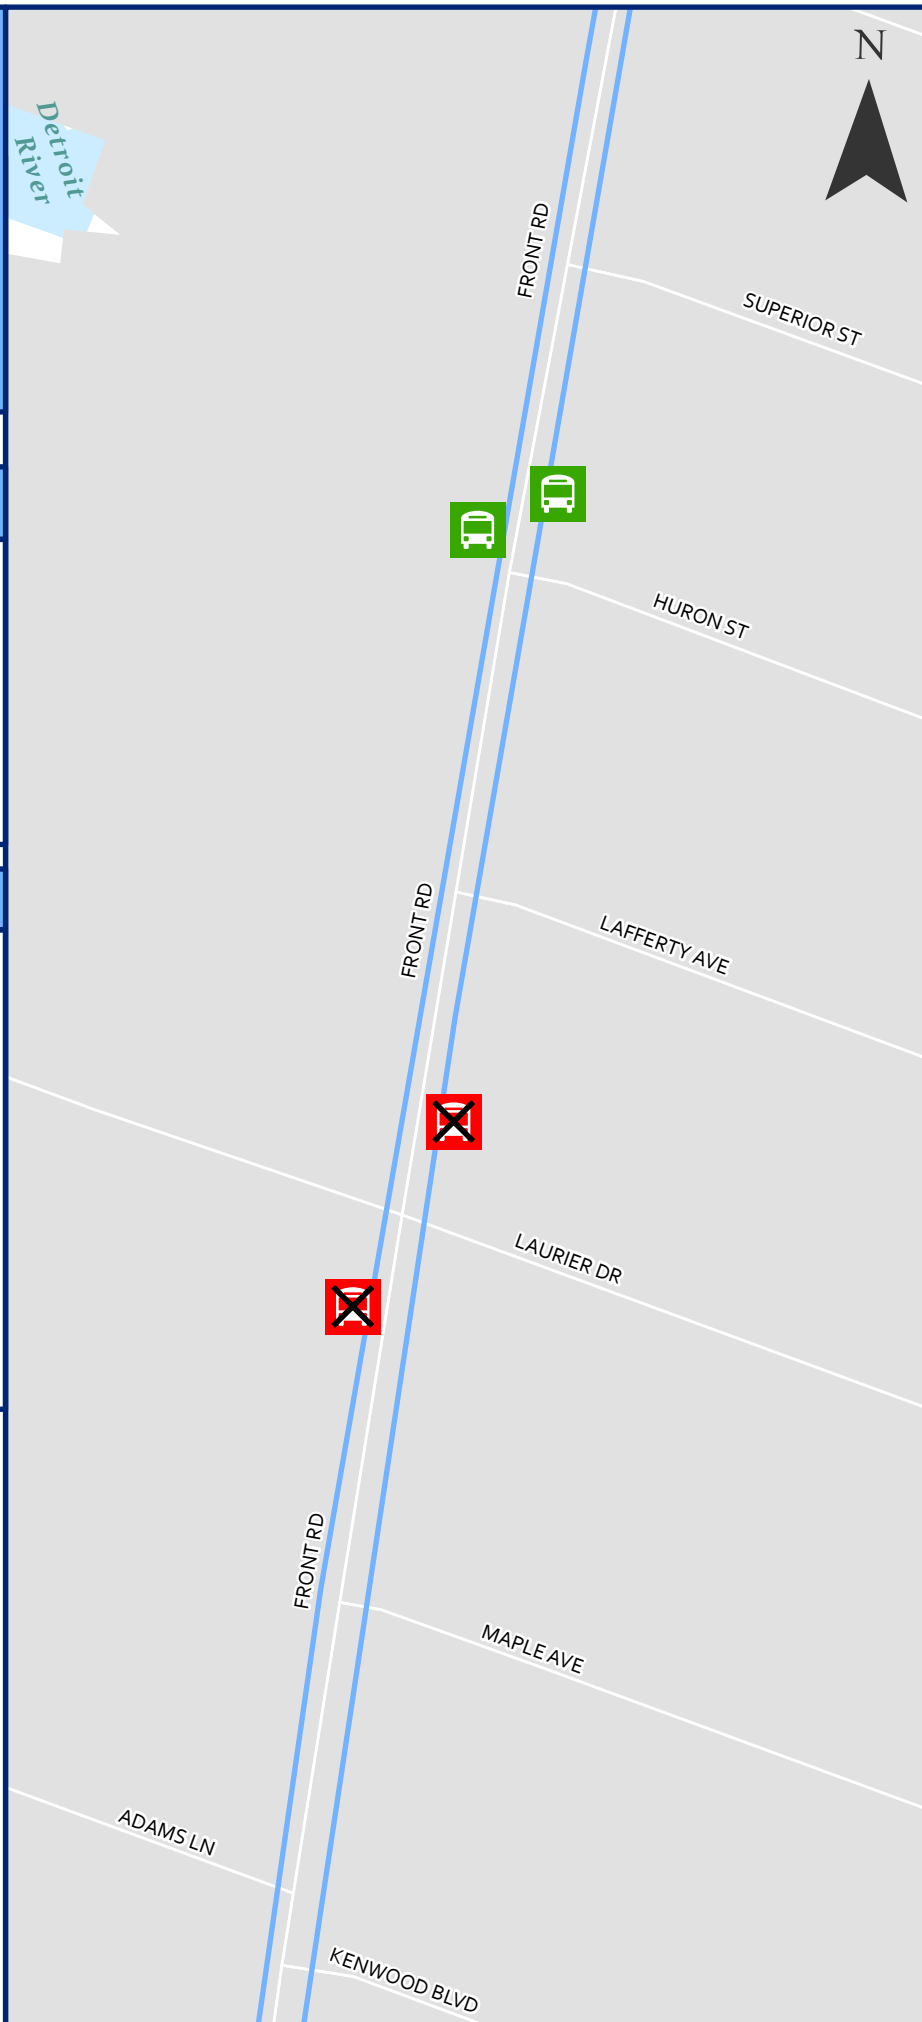 N
Detroit
River
FRONT RD
SUPERIOR ST
HURON ST
FRONT RD
LAFFERTY AVE
LAURIER DR
FRONT RD
MAPLE AVE
ADAMS LN
KENWOOD BLVD